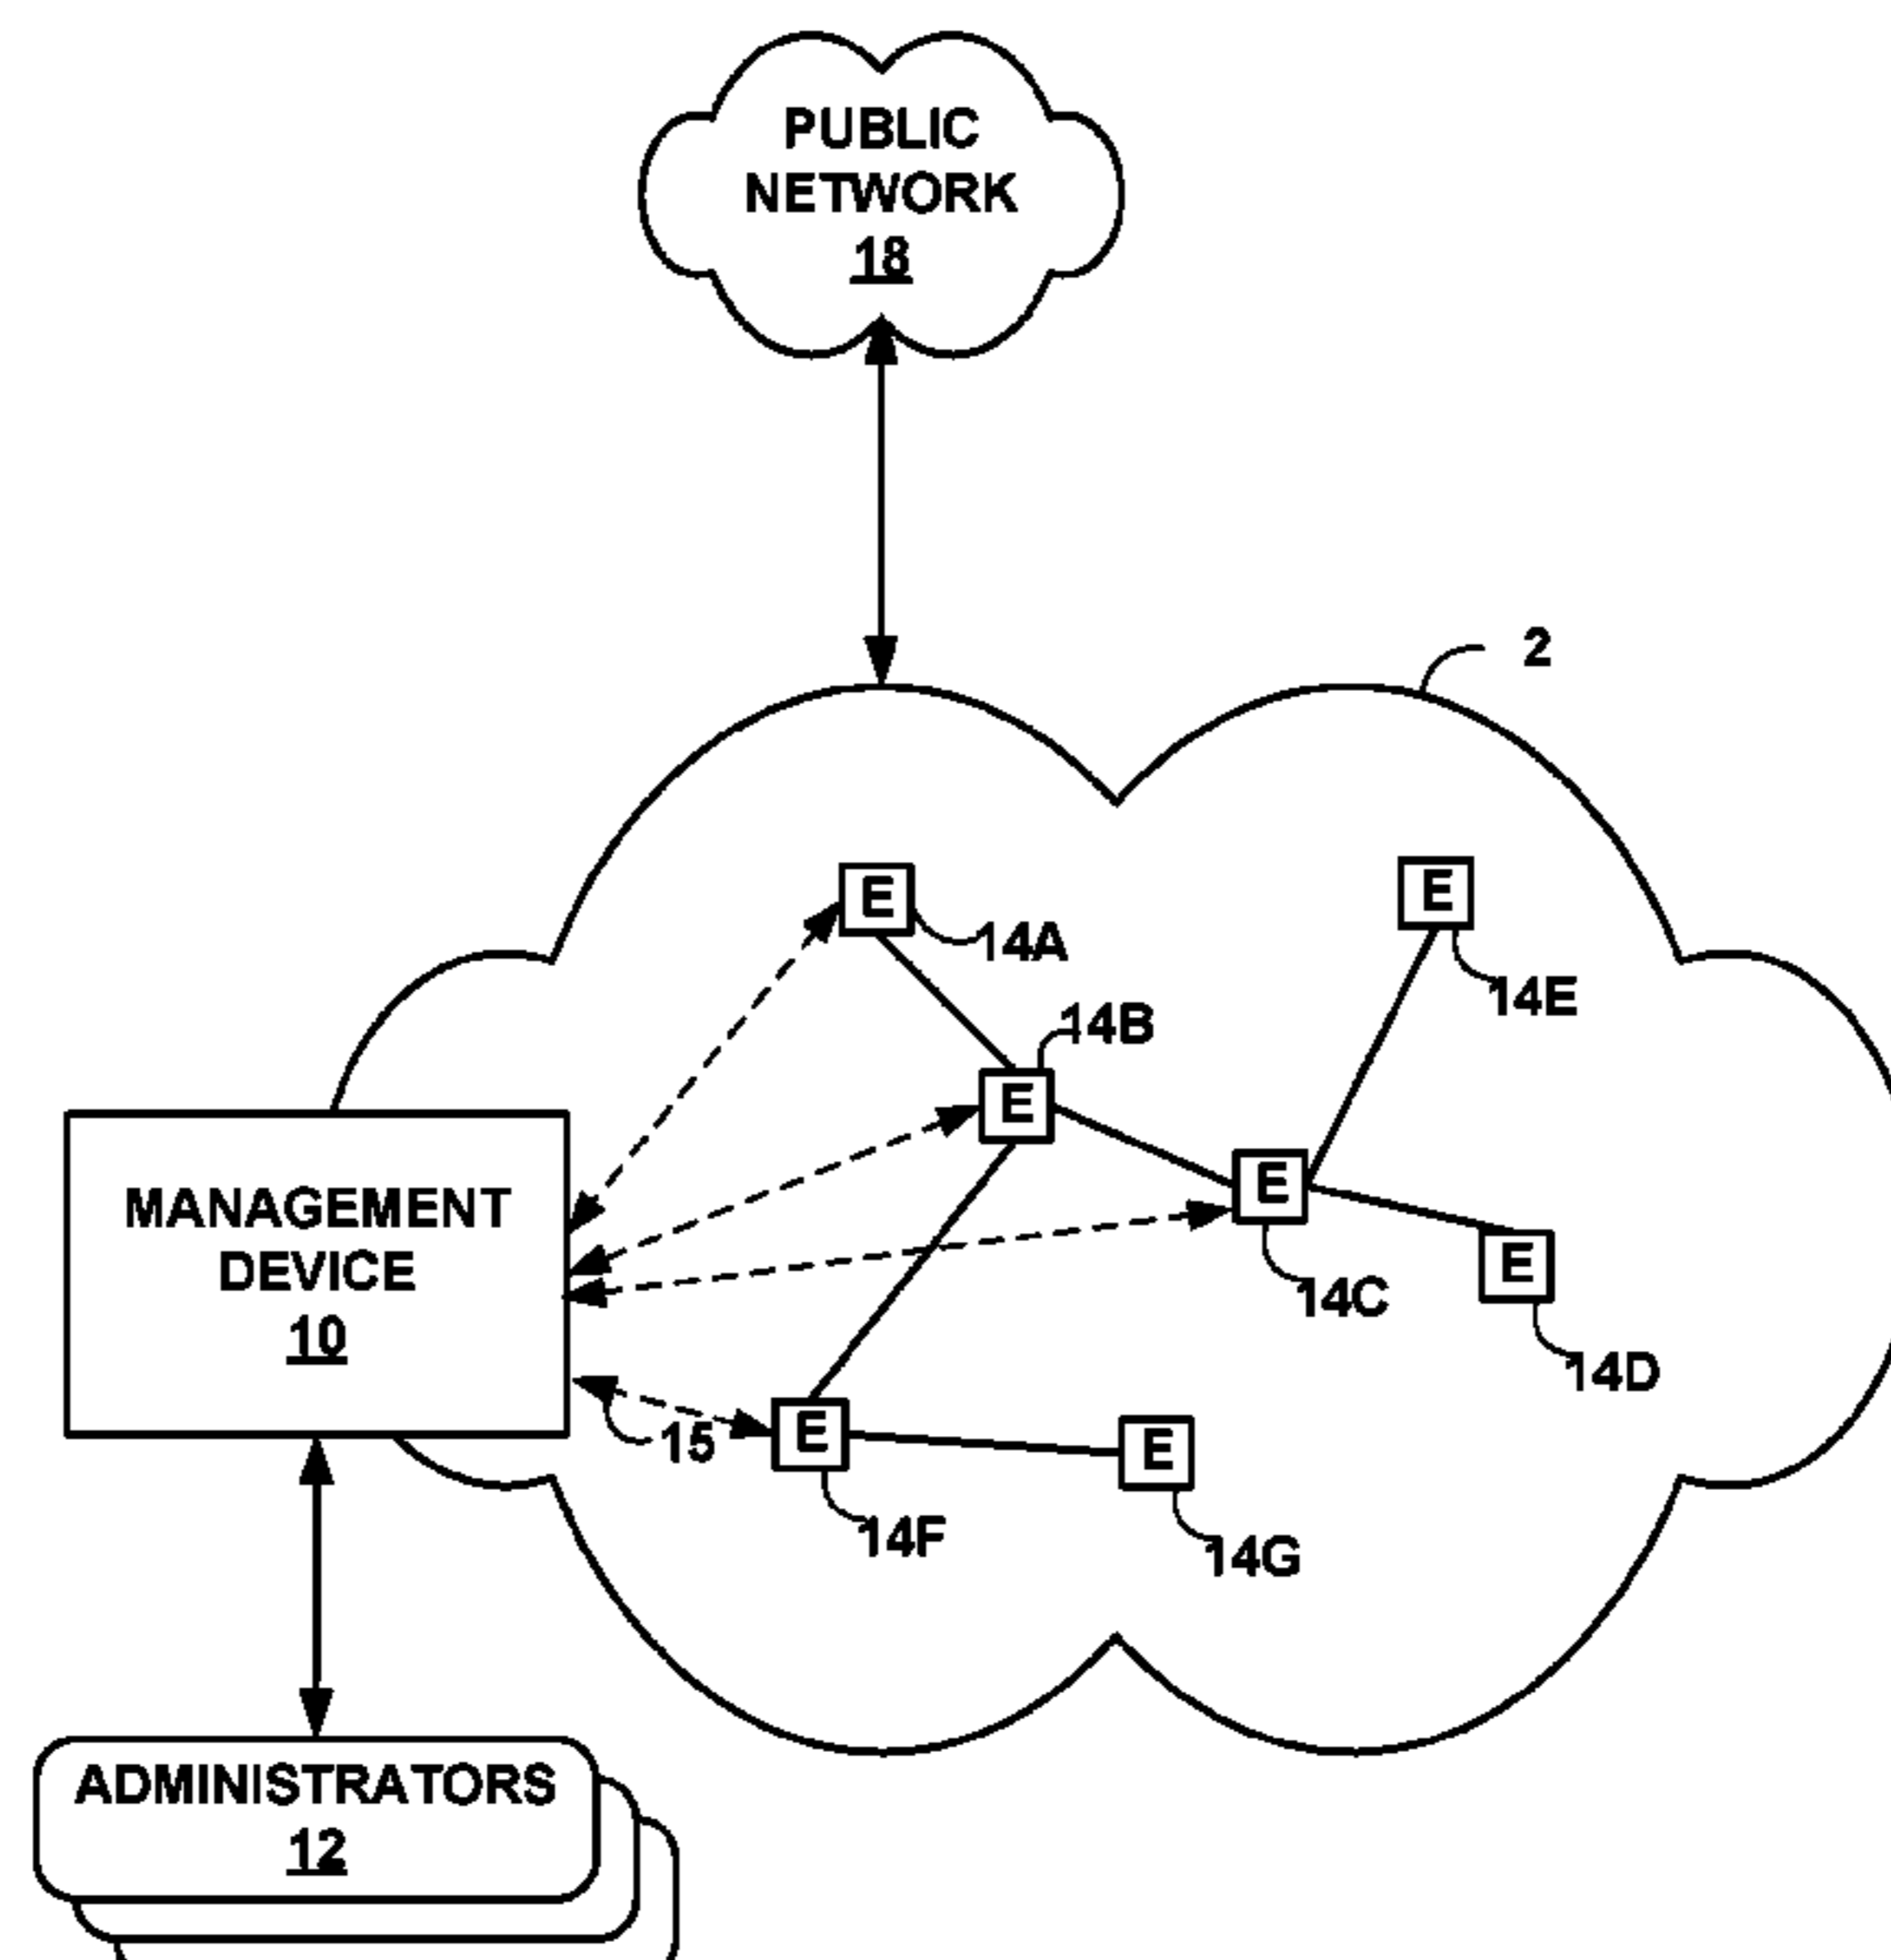 PUBLIC
NETWORK
18
2
E
14A
E
14E
14B
E
E
14C
MANAGEMENT
DEVICE
10
E
14D
15
E
14F
E
14G
ADMINISTRATORS
12